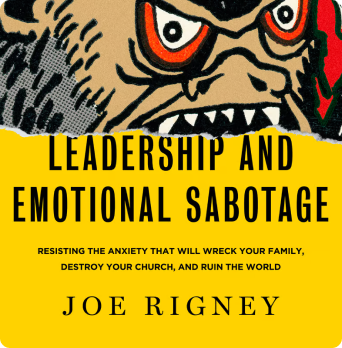 LEADERSHIP AND
EMOTIONAL SABOTAGE
RESISTING THE ANXIETY THAT WILL WRECK YOUR FAMILY,
DESTROY YOUR CHURCH, AND RUIN THE WORLD
JOE RIGNEY